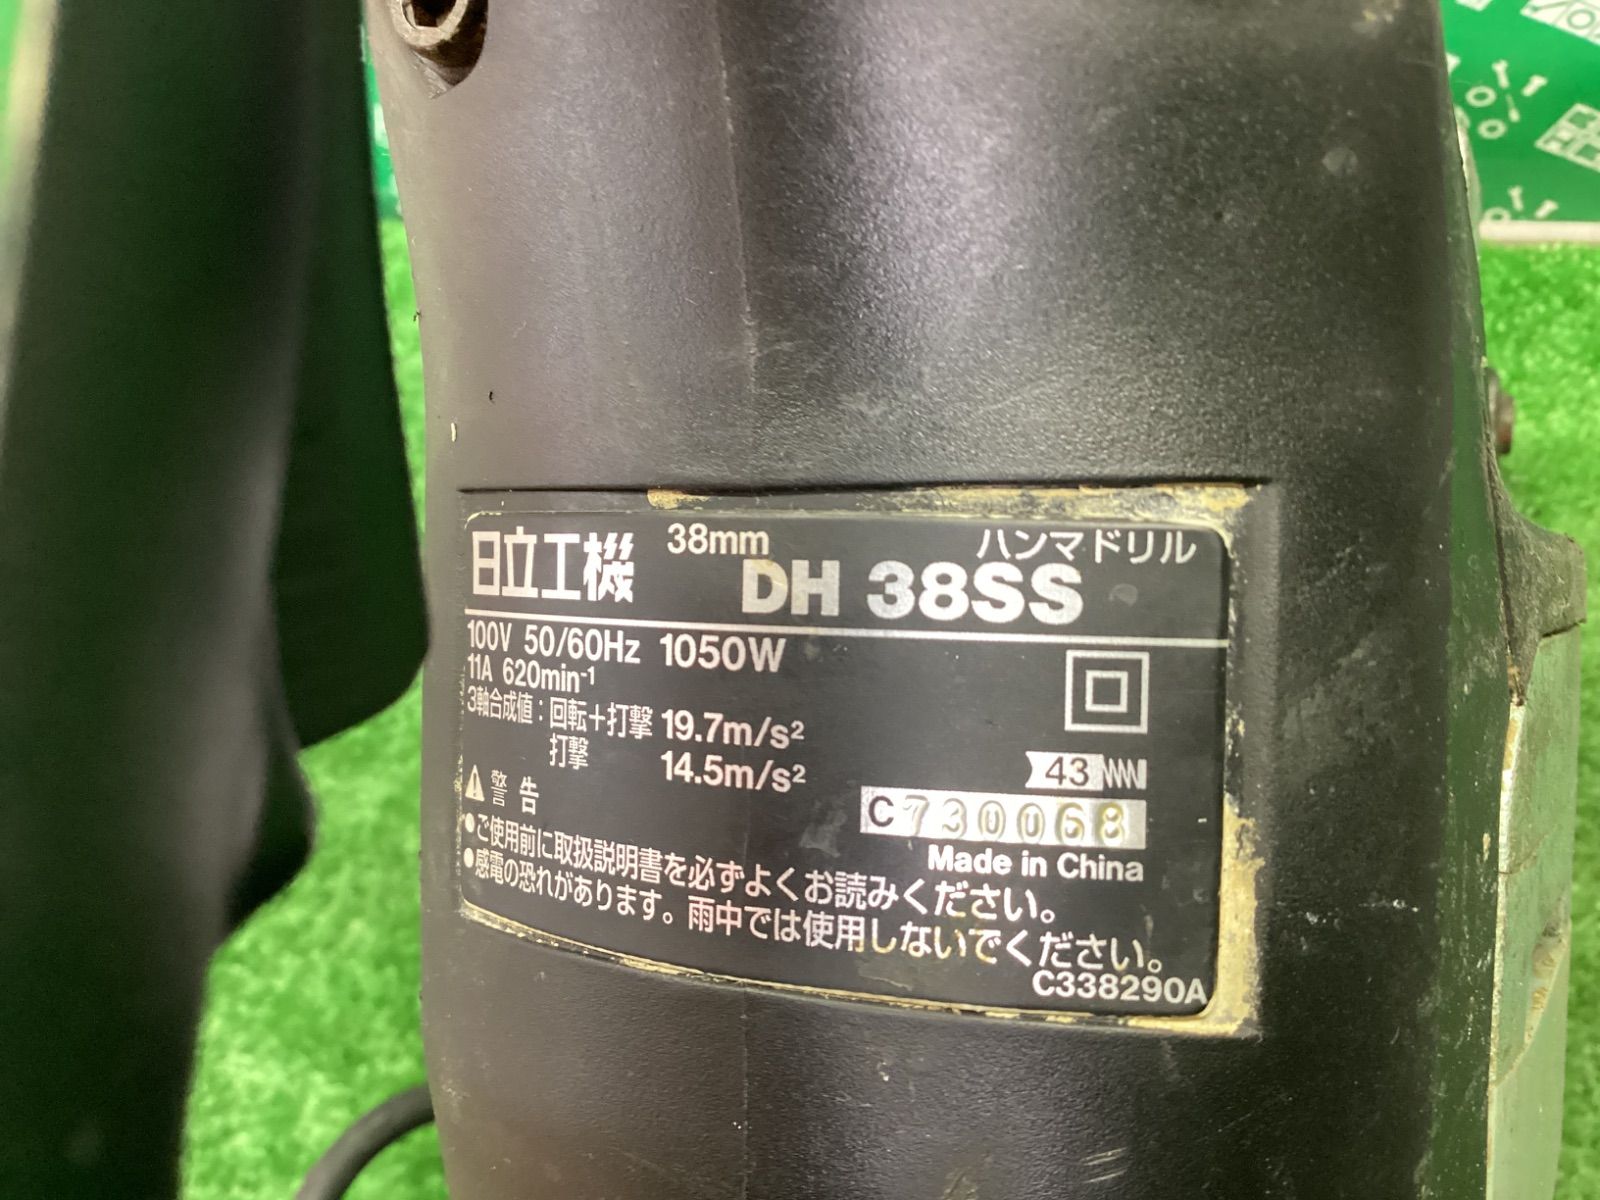 日立工機 38mm ハンマドリル
DH 38SS
100V 50/60Hz 1050W
11A 620min-1
3軸合成値:回転+打撃 19.7m/s2
打撃 14.5m/s2
43
⚠警告
C730068
Made in China
●ご使用前に取扱説明書を必ずよくお読みください。
●感電の恐れがあります。雨中では使用しないでください。
C338290A